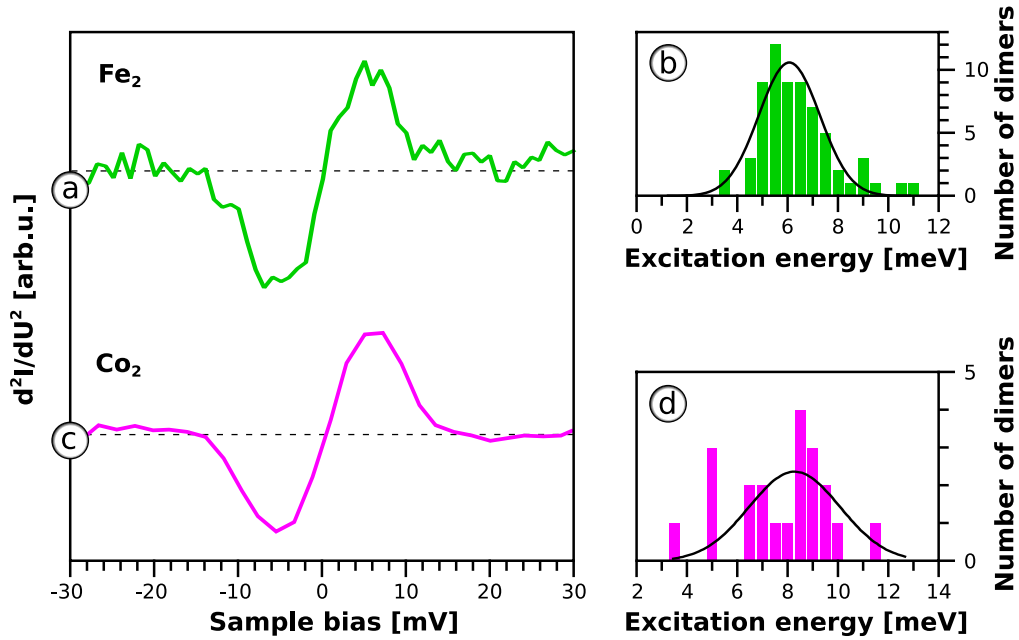 Fe₂
a
Co₂
c
d²I/dU² [arb.u.]
-30 -20 -10 0 10 20 30
Sample bias [mV]
b
10
5
0
Number of dimers
0 2 4 6 8 10 12
Excitation energy [meV]
d
5
0
Number of dimers
2 4 6 8 10 12 14
Excitation energy [meV]